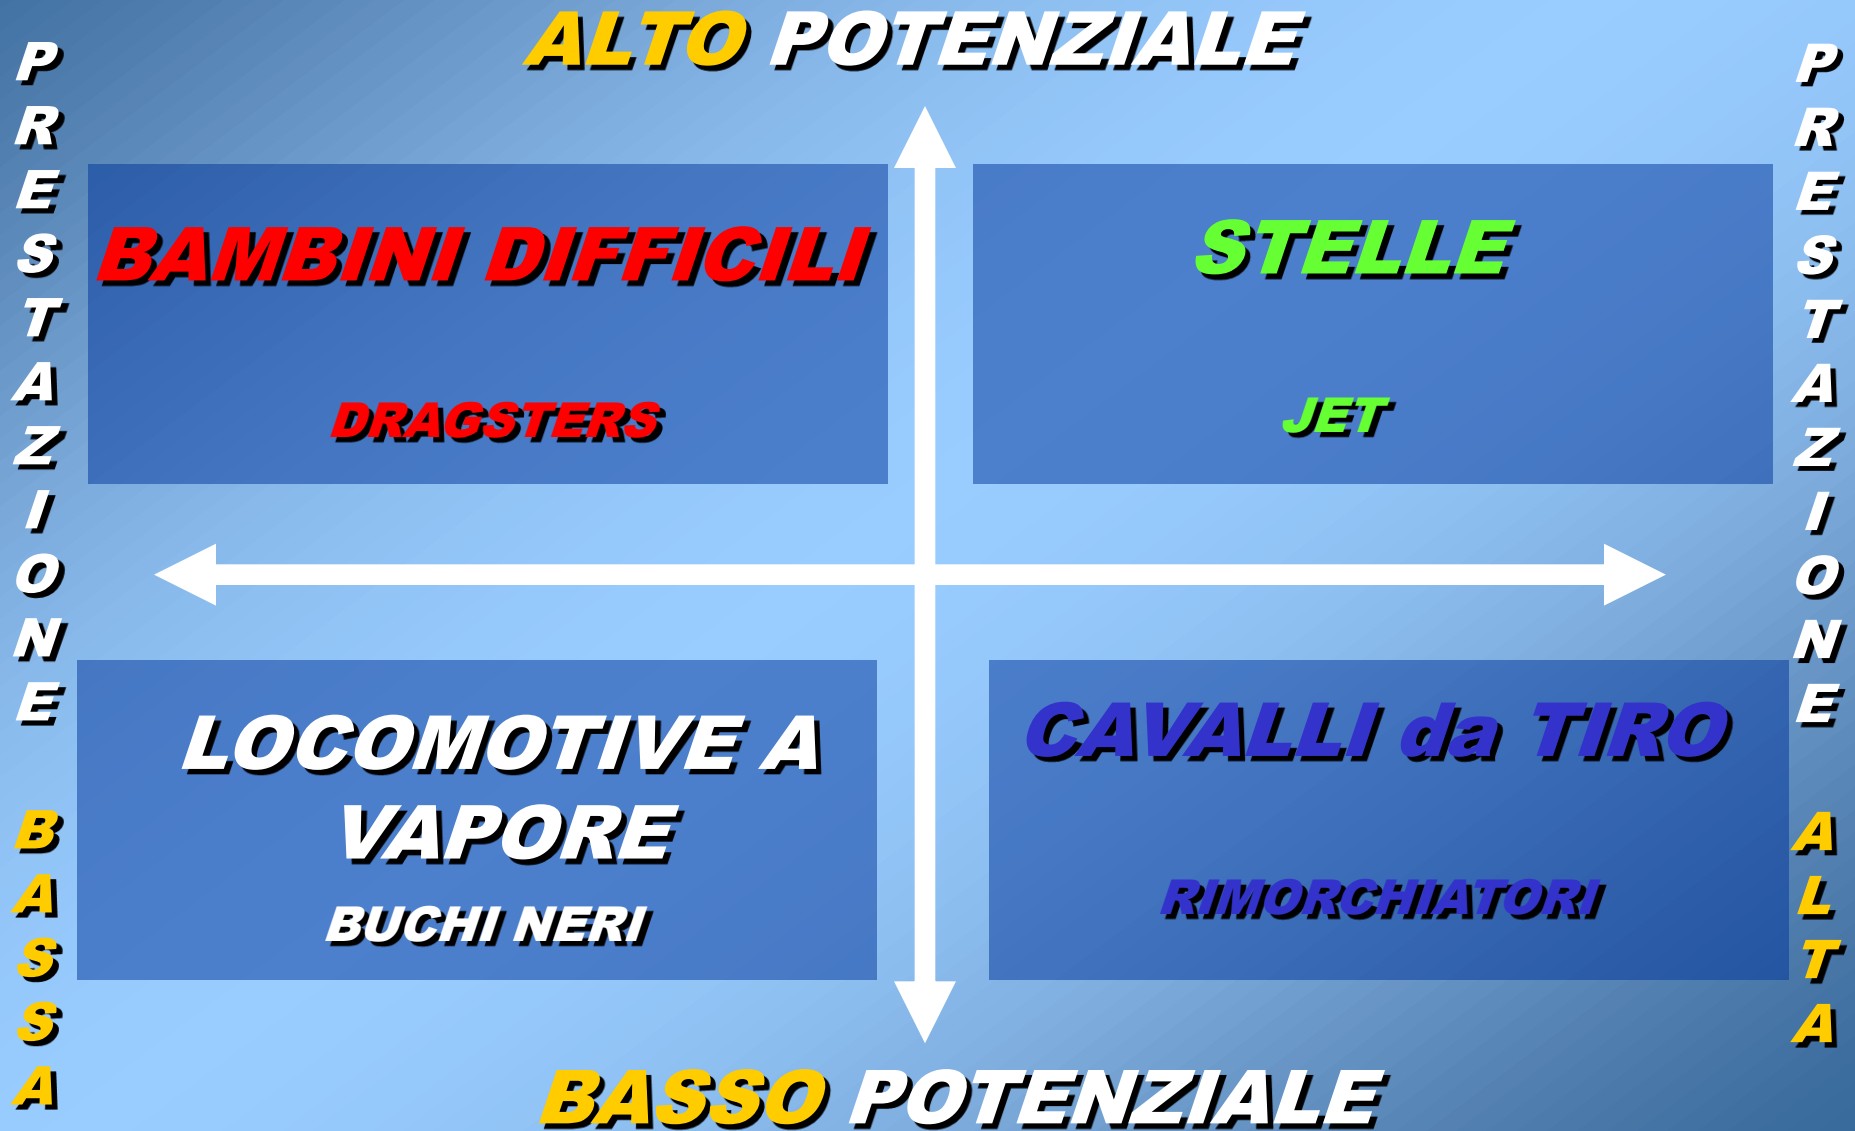 ALTO POTENZIALE
PRESTAZIONE BASSA
PRESTAZIONE ALTA
BAMBINI DIFFICILI
DRAGSTERS
STELLE
JET
LOCOMOTIVE A
VAPORE
BUCHI NERI
CAVALLI da TIRO
RIMORCHIATORI
BASSO POTENZIALE